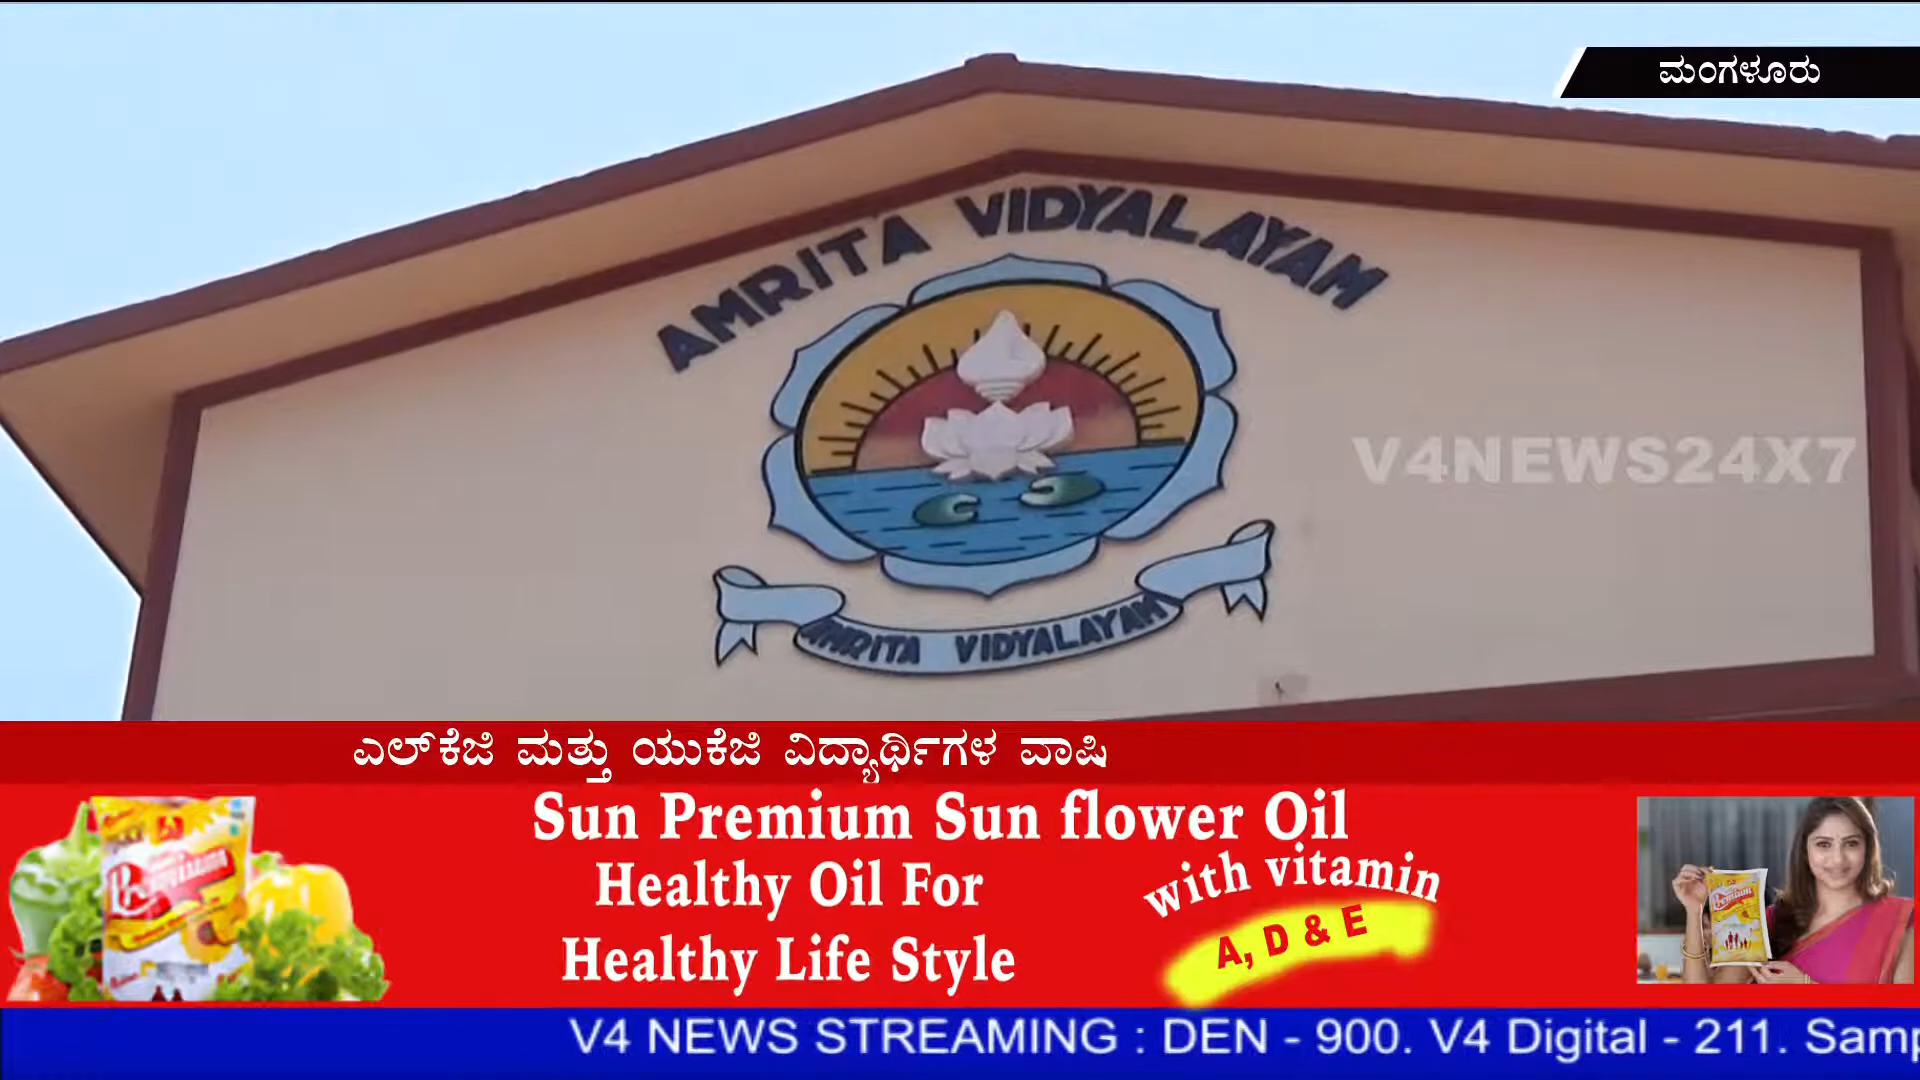 ಮಂಗಳೂರು
AMRITA VIDYALAYAM
V4NEWS24X7
AMRITA VIDYALAYAM
ಎಲ್‌ಕೆಜಿ ಮತ್ತು ಯುಕೆಜಿ ವಿದ್ಯಾರ್ಥಿಗಳ ವಾಷಿ
Sun Premium Sun flower Oil
Healthy Oil For
Healthy Life Style
with vitamin
A, D & E
Premium
V4 NEWS STREAMING : DEN - 900. V4 Digital - 211. Samp